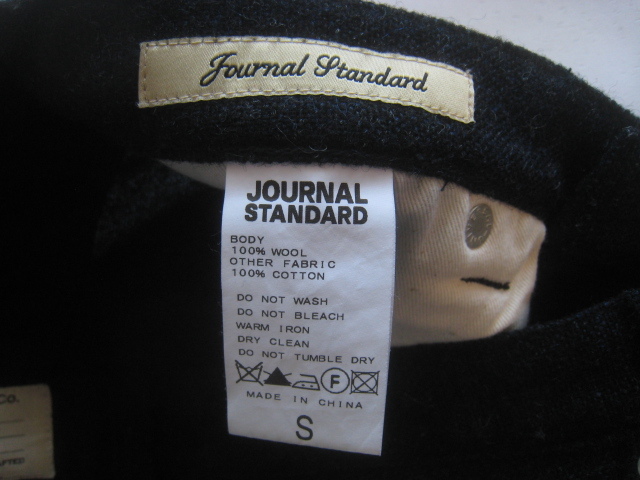 Journal Standard
JOURNAL
STANDARD
BODY
100% WOOL
OTHER FABRIC
100% COTTON
DO NOT WASH
DO NOT BLEACH
WARM IRON
DRY CLEAN
DO NOT TUMBLE DRY
F
MADE IN CHINA
S
Co.